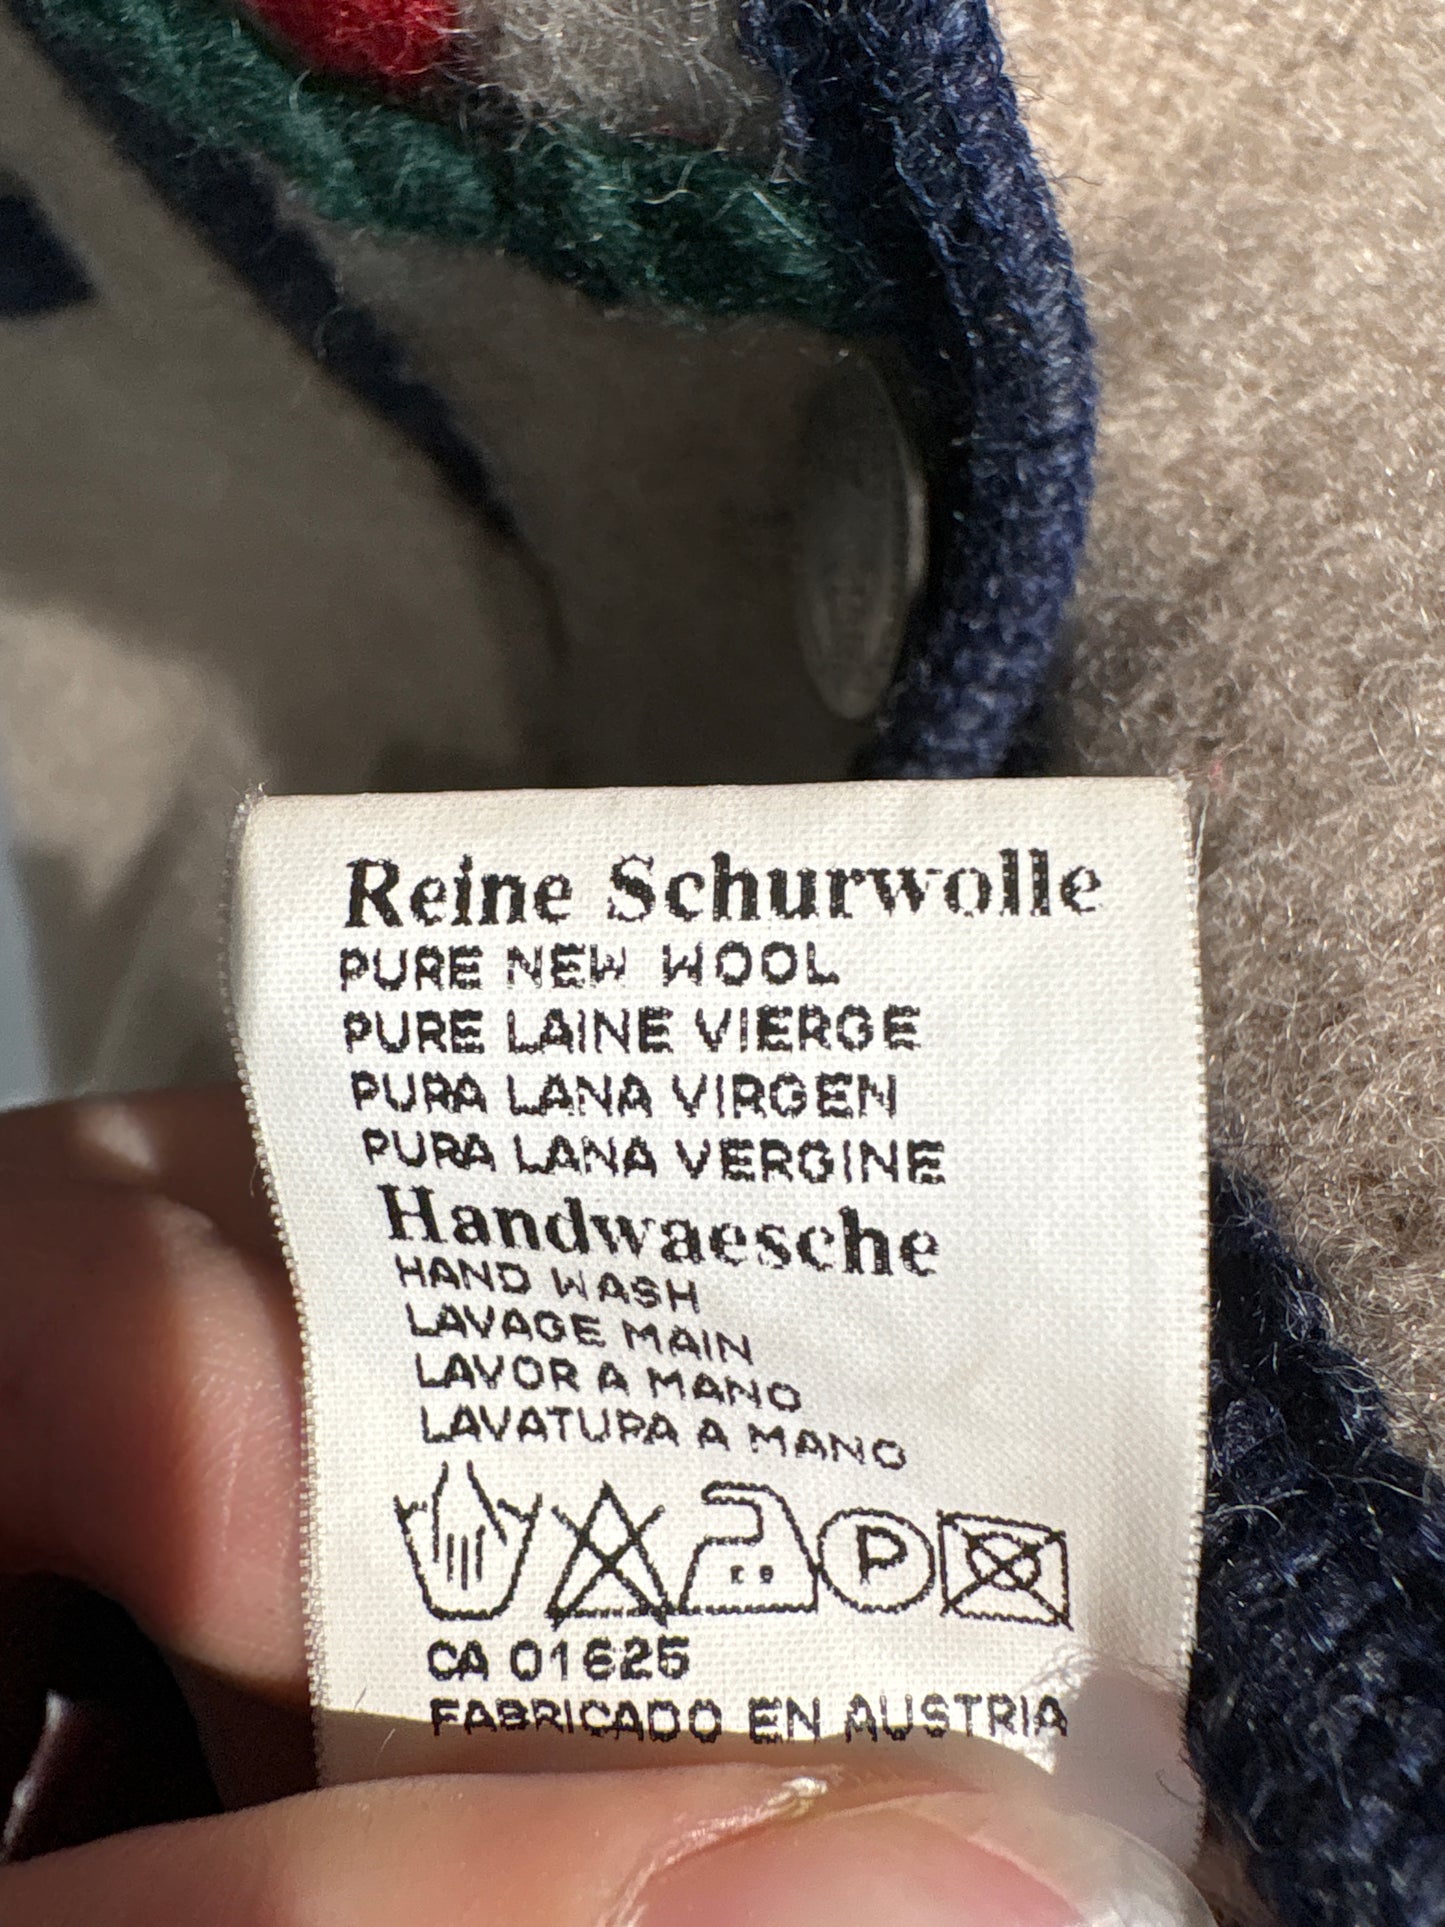 Reine Schurwolle
PURE NEW WOOL
PURE LAINE VIERGE
PURA LANA VIRGEN
PURA LANA VERGINE
Handwaesche
HAND WASH
LAVAGE MAIN
LAVOR A MANO
LAVATURA A MANO
P
CA 01625
FABRICADO EN AUSTRIA